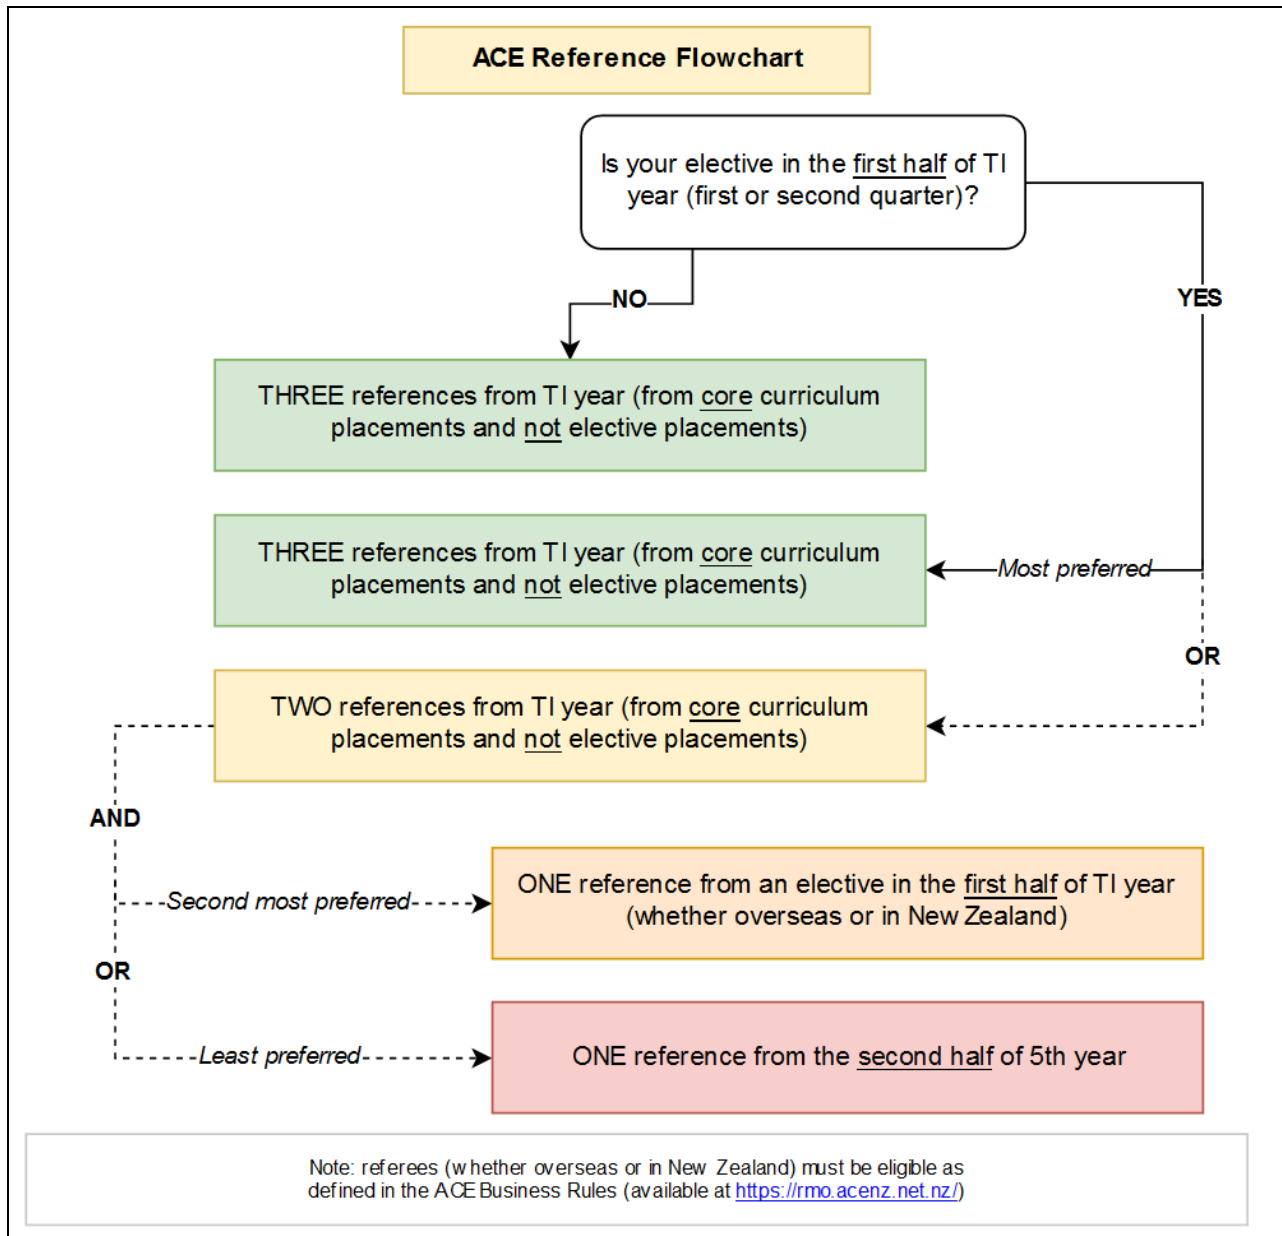 ACE Reference Flowchart
Is your elective in the first half of TI
year (first or second quarter)?
NO
YES
THREE references from TI year (from core curriculum
placements and not elective placements)
THREE references from TI year (from core curriculum
placements and not elective placements)
Most preferred
OR
TWO references from TI year (from core curriculum
placements and not elective placements)
AND
Second most preferred
ONE reference from an elective in the first half of TI year
(whether overseas or in New Zealand)
OR
Least preferred
ONE reference from the second half of 5th year
Note: referees (whether overseas or in New Zealand) must be eligible as
defined in the ACE Business Rules (available at https://rmo.acenz.net.nz/)